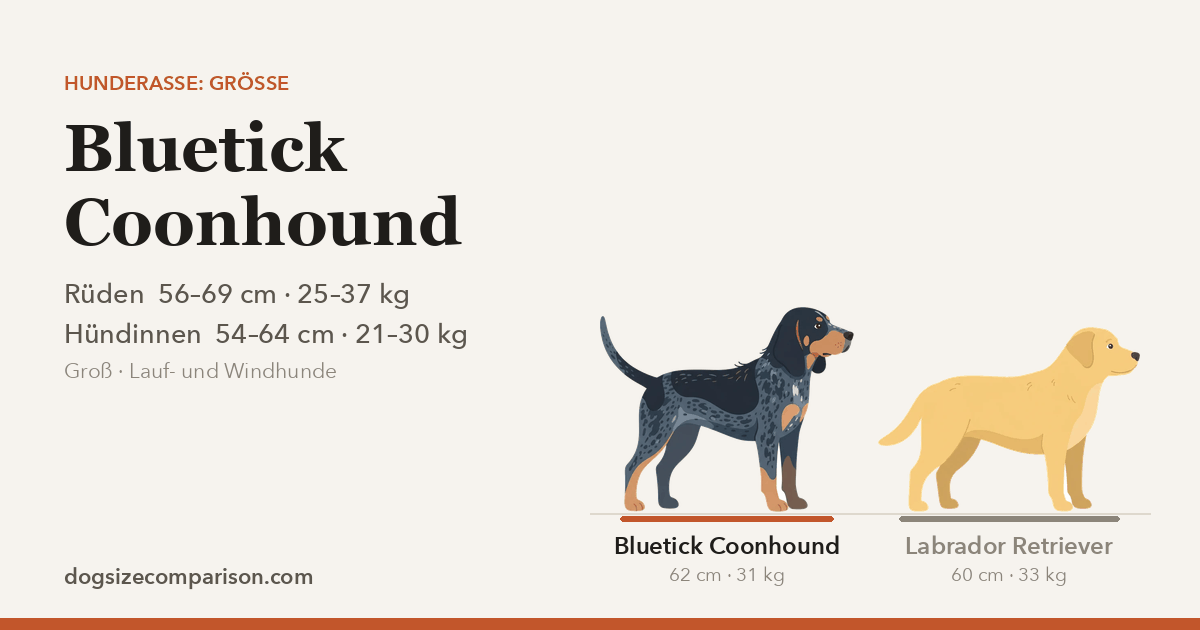 HUNDERASSE: GRÖSSE
Bluetick
Coonhound
Rüden 56–69 cm · 25–37 kg
Hündinnen 54–64 cm · 21–30 kg
Groß · Lauf- und Windhunde
Bluetick Coonhound
62 cm · 31 kg
Labrador Retriever
60 cm · 33 kg
dogsizecomparison.com